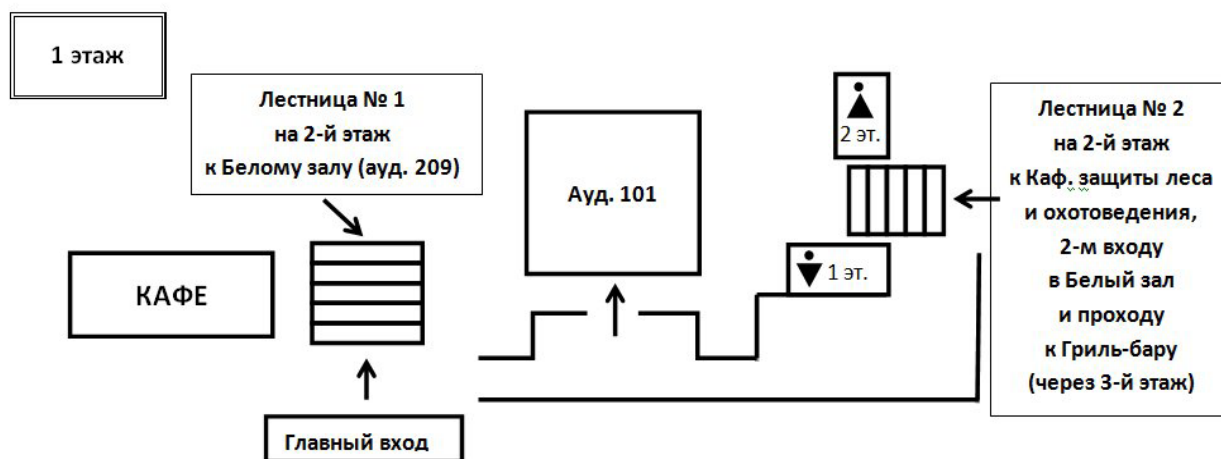 1 этаж
Лестница № 1
на 2-й этаж
к Белому залу (ауд. 209)
КАФЕ
Главный вход
Ауд. 101
2 эт.
1 эт.
Лестница № 2
на 2-й этаж
к Каф. защиты леса
и охотоведения,
2-м входу
в Белый зал
и проходу
к Гриль-бару
(через 3-й этаж)